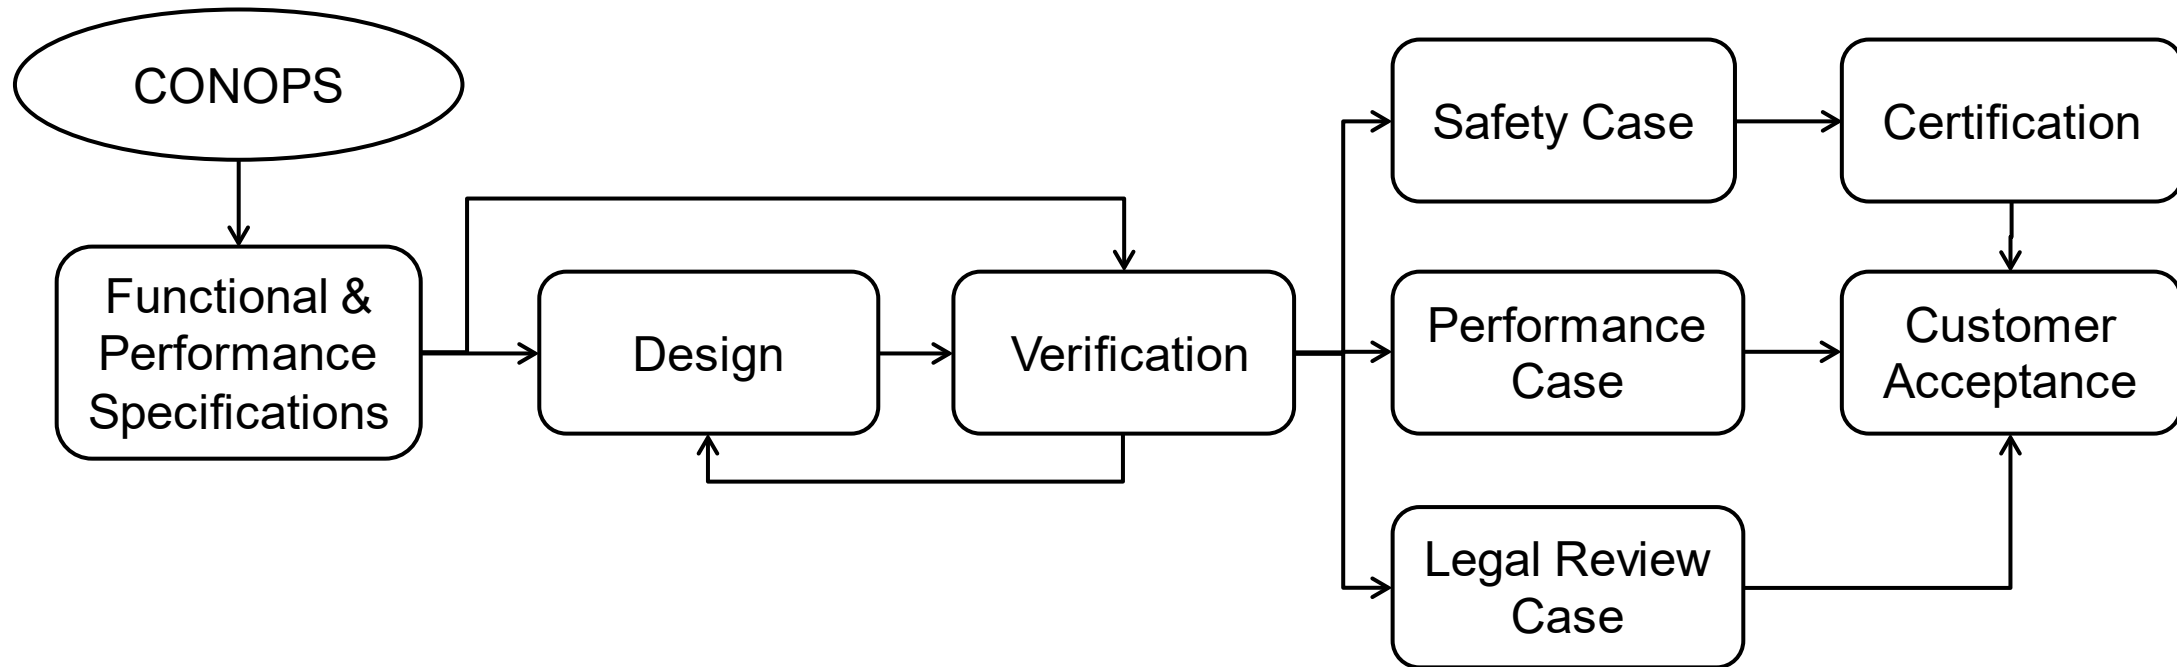 CONOPS
Functional &
Performance
Specifications
Design
Verification
Safety Case
Certification
Performance
Case
Customer
Acceptance
Legal Review
Case